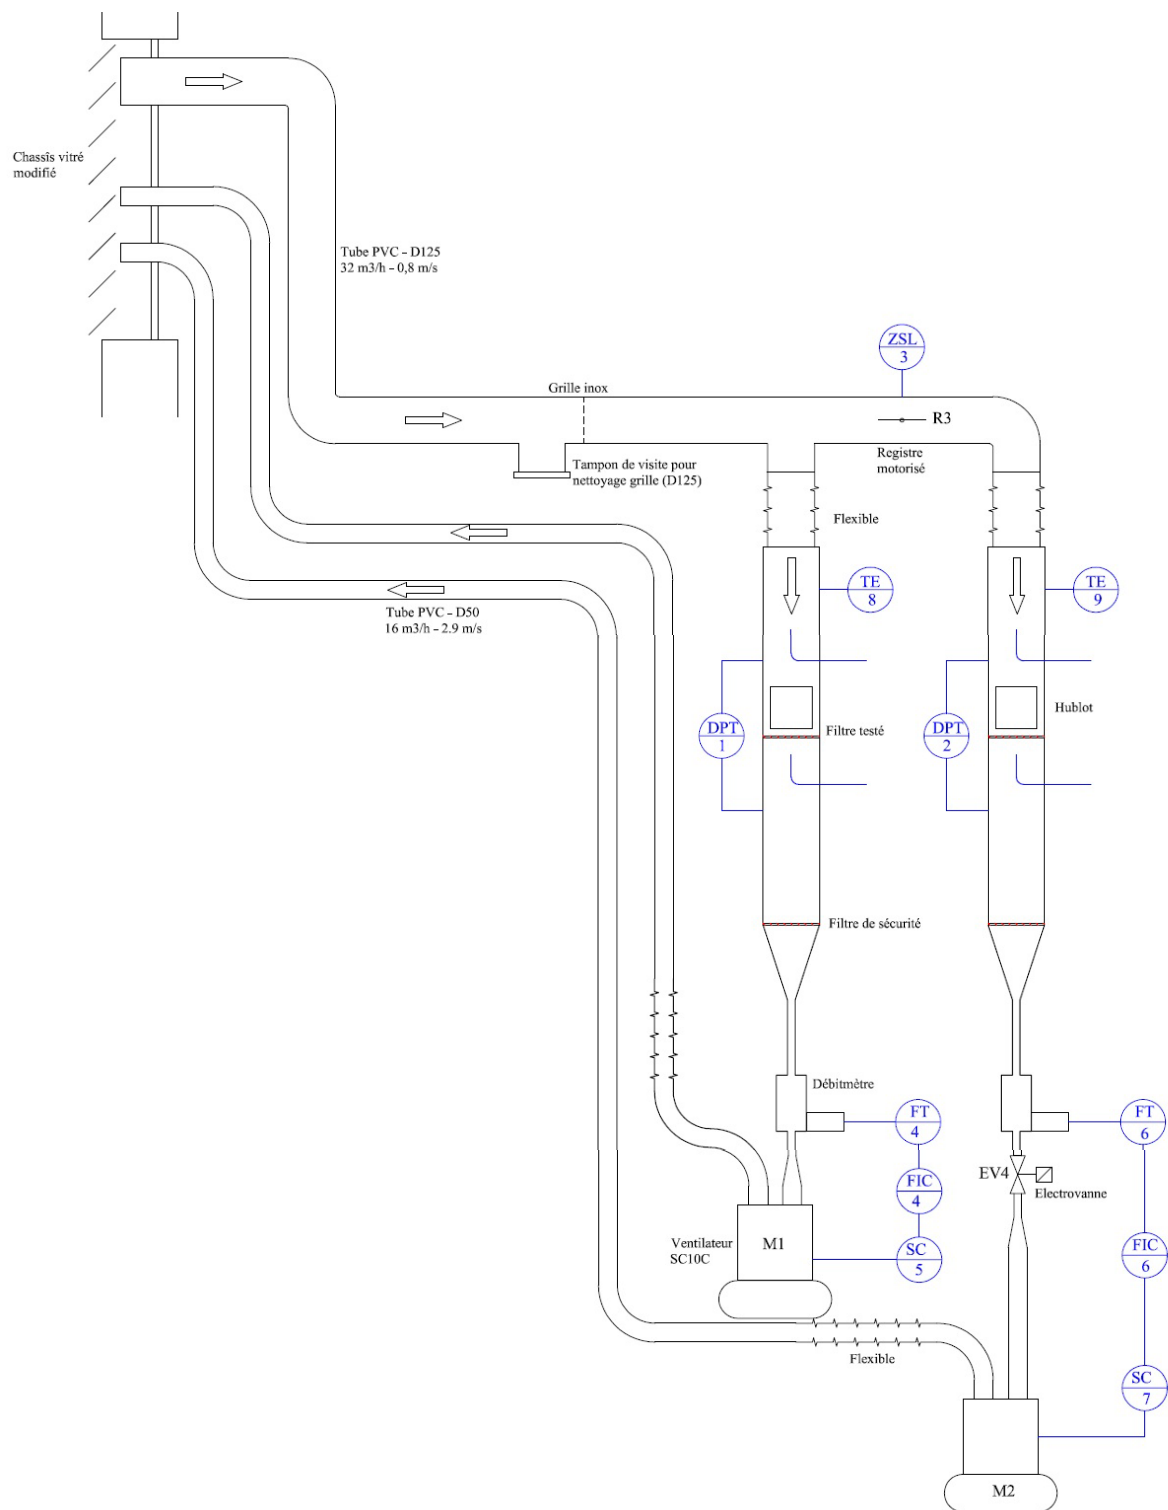 Chassîs vitré
modifié
Tube PVC – D125
32 m3/h – 0,8 m/s
ZSL
3
Grille inox
R3
Registre
motorisé
Tampon de visite pour
nettoyage grille (D125)
Flexible
TE
8
TE
9
Tube PVC – D50
16 m3/h – 2.9 m/s
Hublot
DPT
1
Filtre testé
DPT
2
Filtre de sécurité
Débitmètre
FT
4
FT
6
EV4
Electrovanne
FIC
4
Ventilateur
SC10C
M1
SC
5
FIC
6
Flexible
SC
7
M2